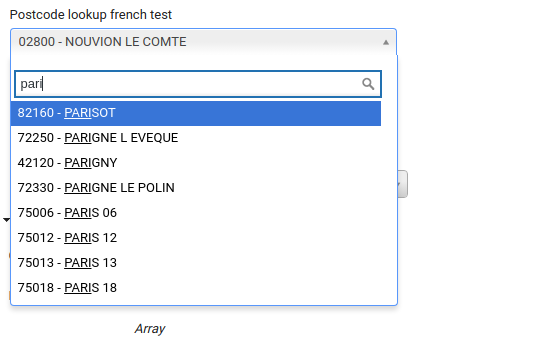 Postcode lookup french test
02800 - NOUVION LE COMTE
pari
82160 - PARISOT
72250 - PARIGNE L EVEQUE
42120 - PARIGNY
72330 - PARIGNE LE POLIN
75006 - PARIS 06
75012 - PARIS 12
75013 - PARIS 13
75018 - PARIS 18
Array